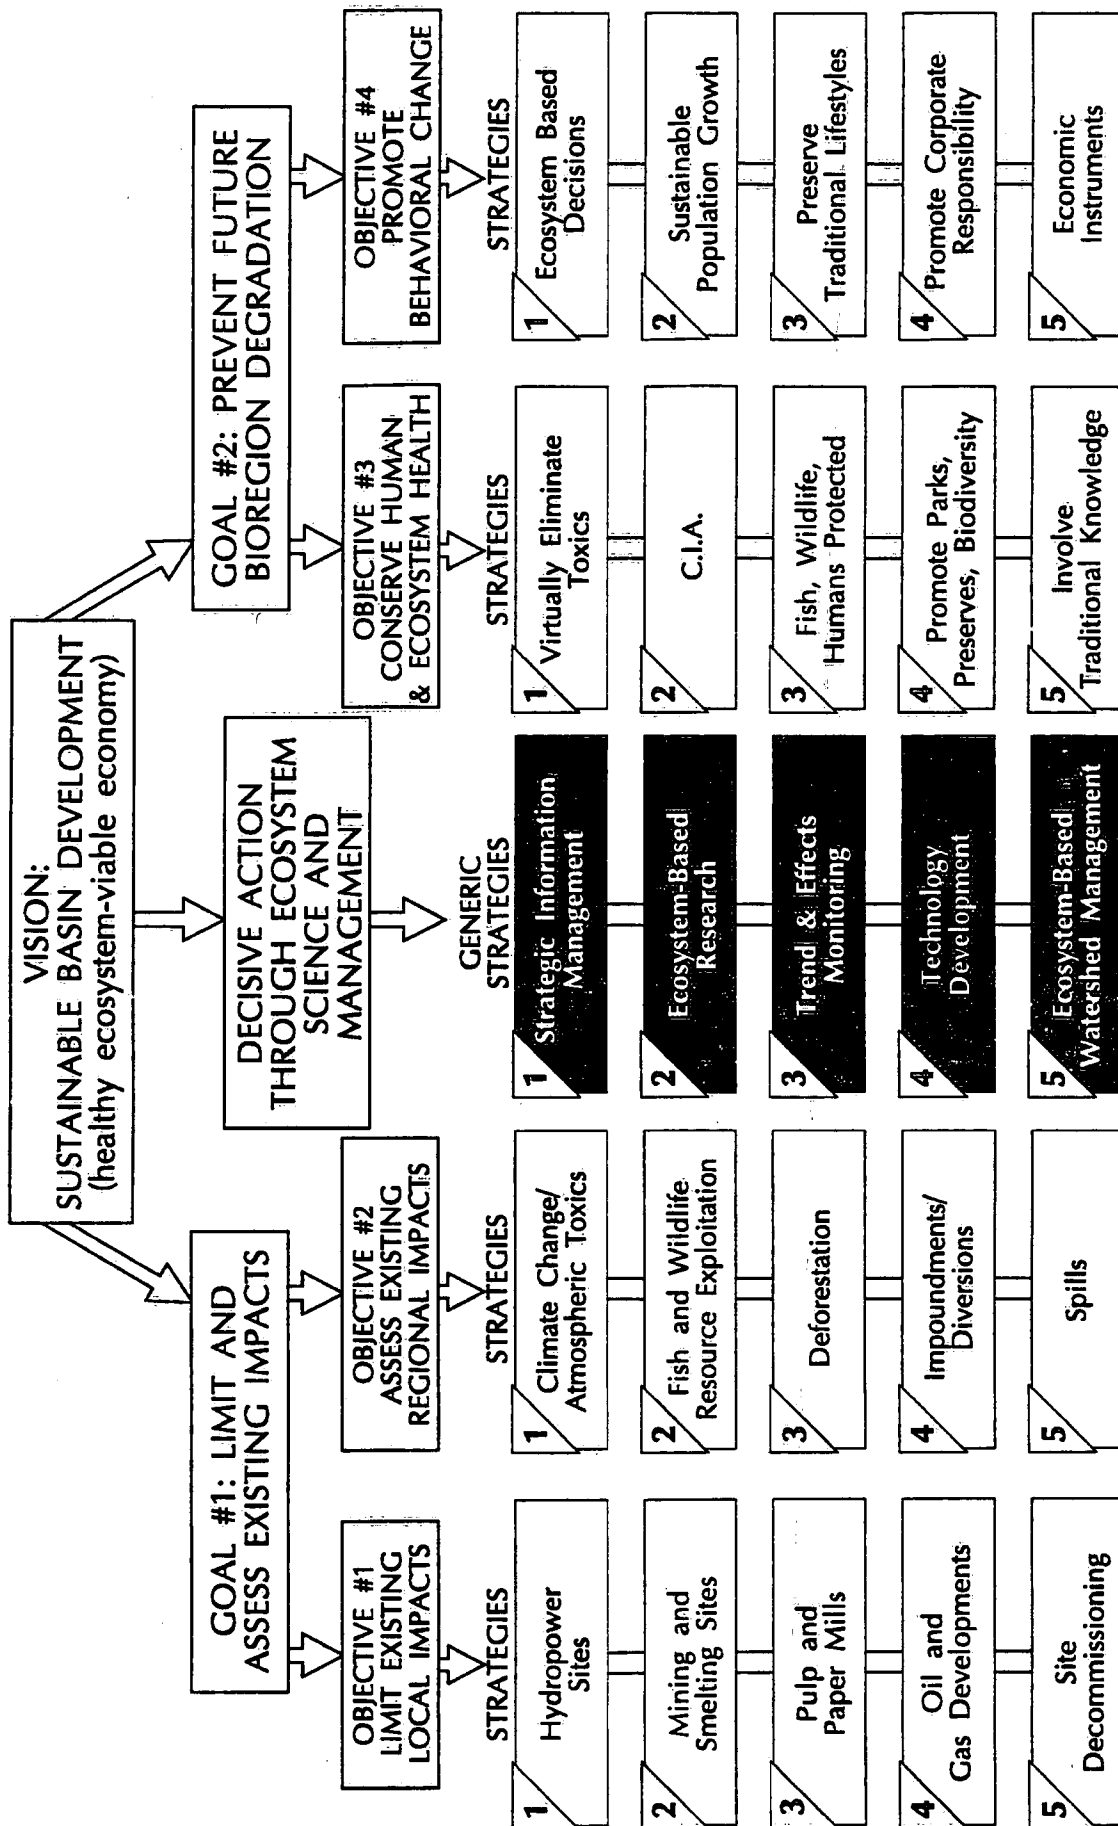 VISION:
SUSTAINABLE BASIN DEVELOPMENT
(healthy ecosystem-viable economy)
GOAL #1: LIMIT AND
ASSESS EXISTING IMPACTS
DECISIVE ACTION
THROUGH ECOSYSTEM
SCIENCE AND
MANAGEMENT
GOAL #2: PREVENT FUTURE
BIOREGION DEGRADATION
OBJECTIVE #1
LIMIT EXISTING
LOCAL IMPACTS
STRATEGIES
1
Hydropower
Sites
2
Mining and
Smelting Sites
3
Pulp and
Paper Mills
4
Oil and
Gas Developments
5
Site
Decommissioning
OBJECTIVE #2
ASSESS EXISTING
REGIONAL IMPACTS
STRATEGIES
1
Climate Change/
Atmospheric Toxics
2
Fish and Wildlife
Resource Exploitation
3
Deforestation
4
Impoundments/
Diversions
5
Spills
GENERIC
STRATEGIES
1
Strategic Information
Management
2
Ecosystem-Based
Research
3
Trend & Effects
Monitoring
4
Technology
Development
5
Ecosystem-Based
Watershed Management
OBJECTIVE #3
CONSERVE HUMAN
& ECOSYSTEM HEALTH
STRATEGIES
1
Virtually Eliminate
Toxics
2
C.I.A.
3
Fish, Wildlife,
Humans Protected
4
Promote Parks,
Preserves, Biodiversity
5
Involve
Traditional Knowledge
OBJECTIVE #4
PROMOTE
BEHAVIORAL CHANGE
STRATEGIES
1
Ecosystem Based
Decisions
2
Sustainable
Population Growth
3
Preserve
Traditional Lifestyles
4
Promote Corporate
Responsibility
5
Economic
Instruments